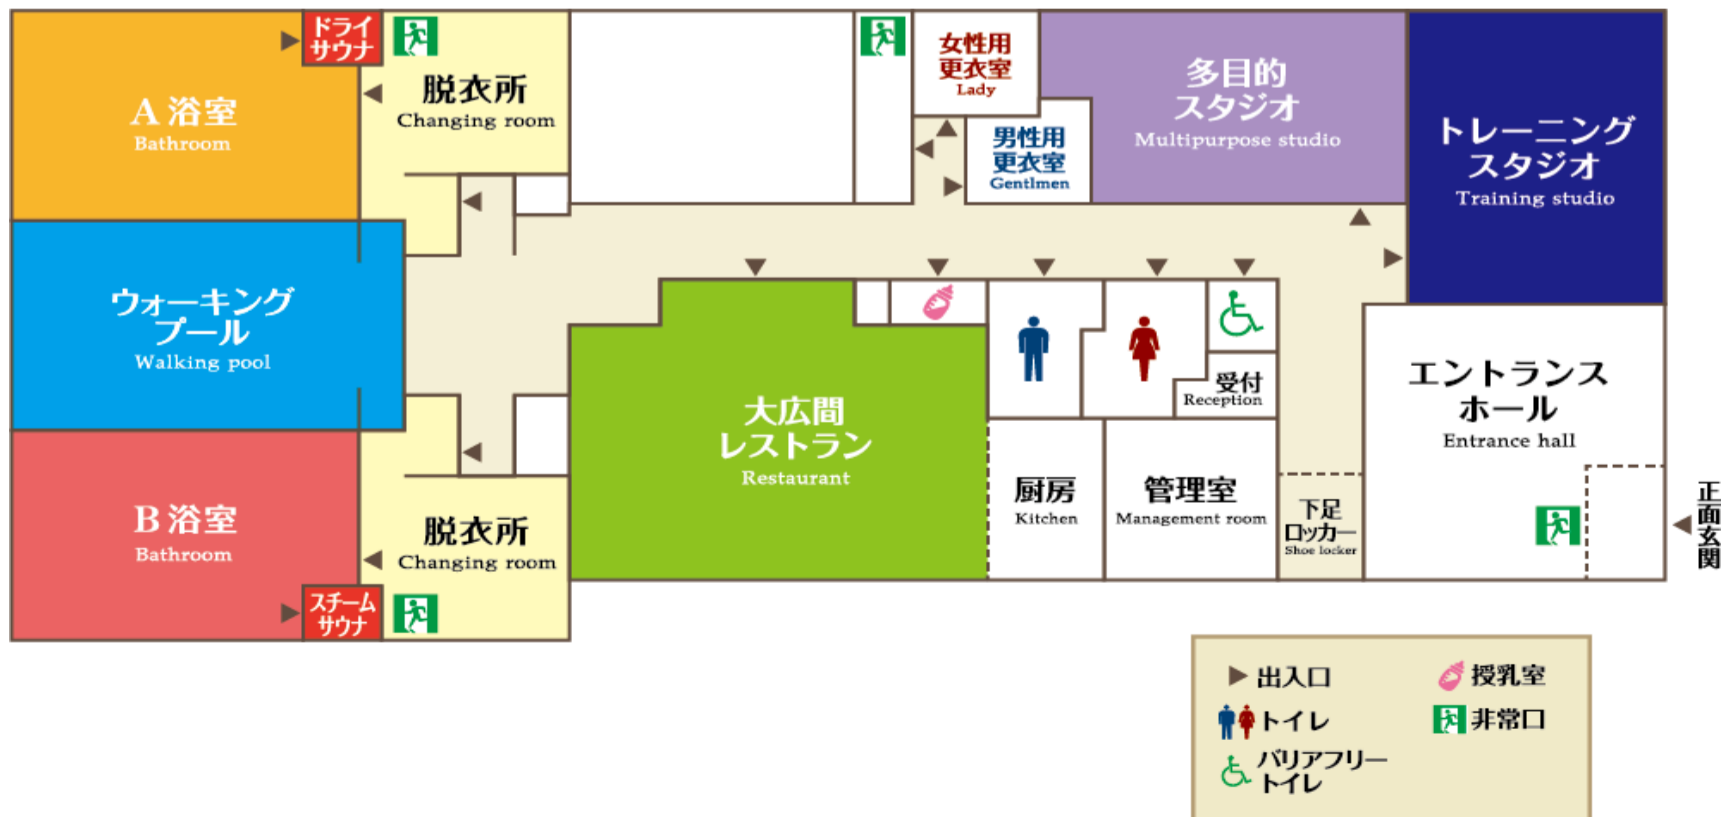 ドライ
サウナ
A 浴室
Bathroom
脱衣所
Changing room
女性用
更衣室
Lady
男性用
更衣室
Gentlmen
多目的
スタジオ
Multipurpose studio
トレーニング
スタジオ
Training studio
ウォーキング
プール
Walking pool
大広間
レストラン
Restaurant
受付
Reception
エントランス
ホール
Entrance hall
B 浴室
Bathroom
脱衣所
Changing room
スチーム
サウナ
厨房
Kitchen
管理室
Management room
下足
ロッカー
Shoe locker
正面玄関
出入口
授乳室
トイレ
非常口
バリアフリー
トイレ